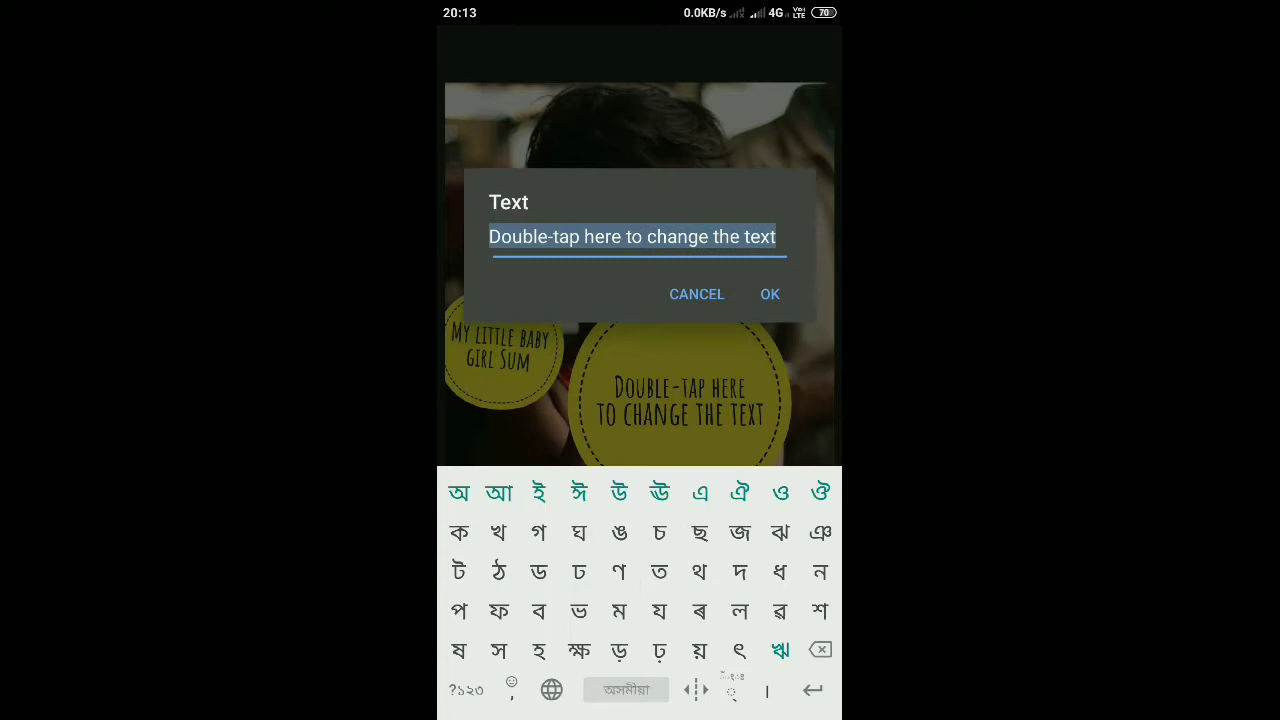 20:13 0.0KB/s 4G Vo LTE 70
Text
Double-tap here to change the text
CANCEL OK
MY LITTLE BABY
GIRL SUM
DOUBLE-TAP HERE
TO CHANGE THE TEXT
অ আ ই ঈ উ ঊ এ ঐ ও ঔ
ক খ গ ঘ ঙ চ ছ জ ঝ ঞ
ট ঠ ড ঢ ণ ত থ দ ধ ন
প ফ ব ভ ম য ৰ ল ৱ শ
ষ স হ ক্ষ ড় ঢ় য় ৎ ঋ
?১২৩ , অসমীয়া ্ ।